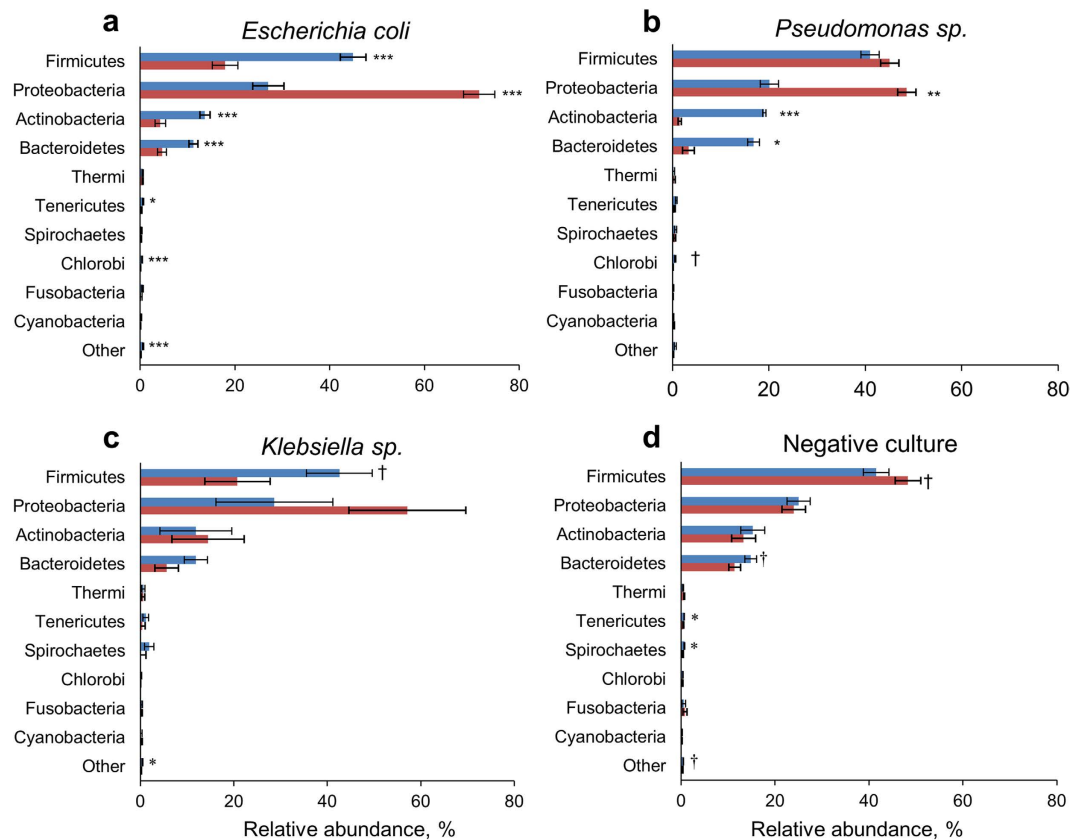 a
Escherichia coli
Firmicutes
***
Proteobacteria
***
Actinobacteria
***
Bacteroidetes
***
Thermi
Tenericutes
*
Spirochaetes
Chlorobi
***
Fusobacteria
Cyanobacteria
Other
***
0 20 40 60 80
b
Pseudomonas sp.
Firmicutes
Proteobacteria
**
Actinobacteria
***
Bacteroidetes
*
Thermi
Tenericutes
Spirochaetes
Chlorobi
†
Fusobacteria
Cyanobacteria
Other
0 20 40 60 80
c
Klebsiella sp.
Firmicutes
†
Proteobacteria
Actinobacteria
Bacteroidetes
Thermi
Tenericutes
Spirochaetes
Chlorobi
Fusobacteria
Cyanobacteria
Other
*
0 20 40 60 80
Relative abundance, %
d
Negative culture
Firmicutes
†
Proteobacteria
Actinobacteria
Bacteroidetes
†
Thermi
Tenericutes
*
Spirochaetes
*
Chlorobi
Fusobacteria
Cyanobacteria
Other
†
0 20 40 60 80
Relative abundance, %